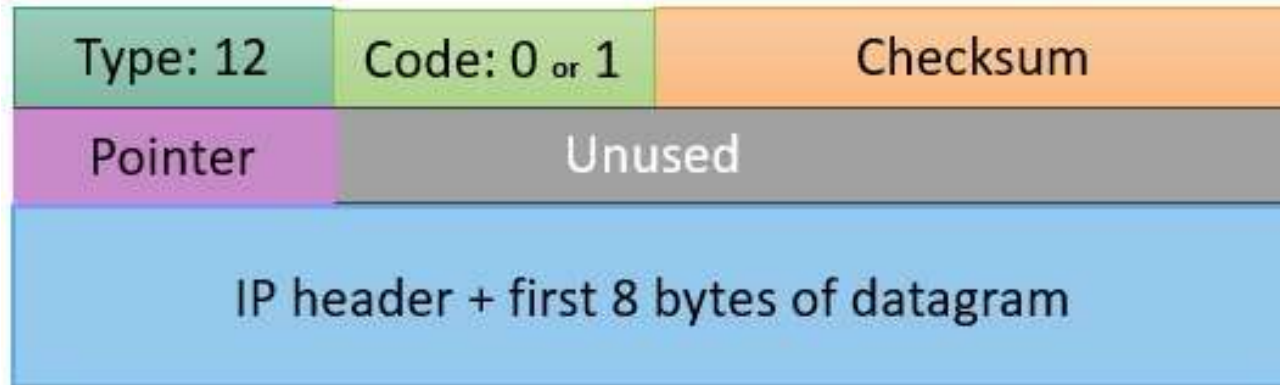 Type: 12 Code: 0 or 1 Checksum
Pointer Unused
IP header + first 8 bytes of datagram